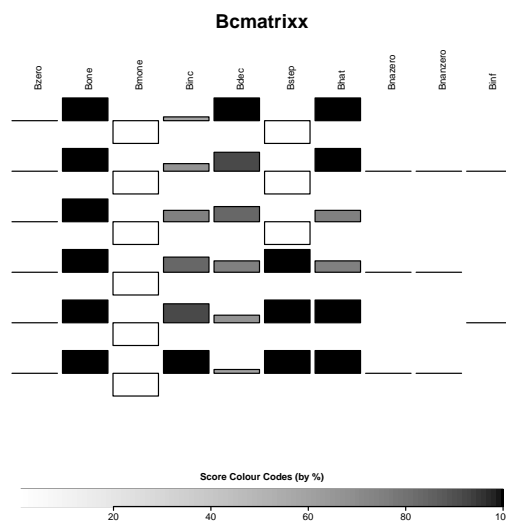 Bcmatrixx
Bzero Bone Bmone Binc Bdec Bstep Bhat Bnazero Bnanzero Binf
Score Colour Codes (by %)
20 40 60 80 10